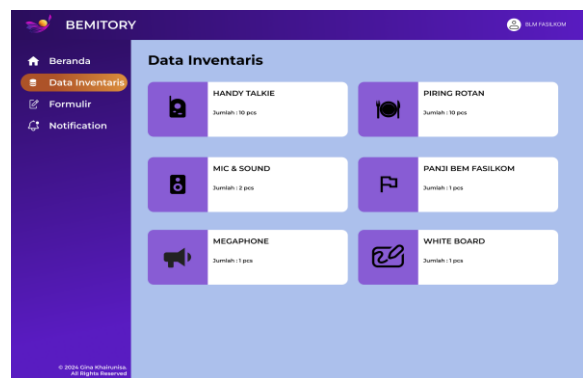 BEMITORY
BLM FASILKOM
Beranda
Data Inventaris
Formulir
Notification
Data Inventaris
HANDY TALKIE
Jumlah : 10 pcs
PIRING ROTAN
Jumlah : 10 pcs
MIC & SOUND
Jumlah : 2 pcs
PANJI BEM FASILKOM
Jumlah : 1 pcs
MEGAPHONE
Jumlah : 1 pcs
WHITE BOARD
Jumlah : 1 pcs
© 2024 Gina Khairunisa,
All Rights Reserved